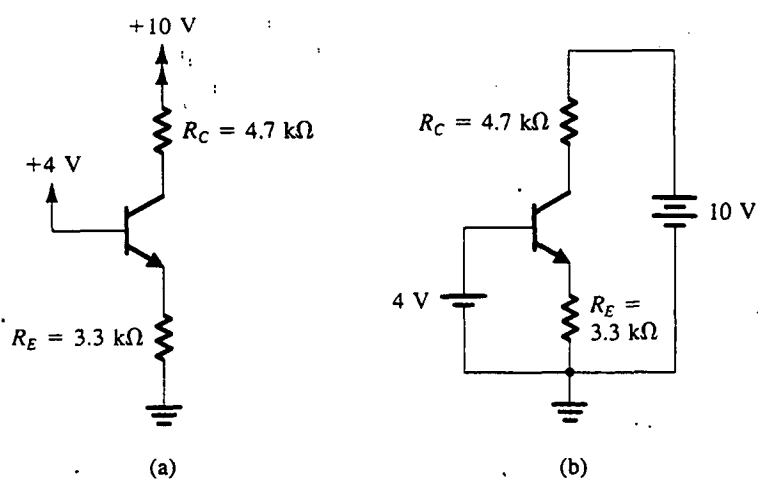 +10 V
R_C = 4.7 kΩ
+4 V
R_E = 3.3 kΩ
(a)
R_C = 4.7 kΩ
10 V
4 V
R_E =
3.3 kΩ
(b)